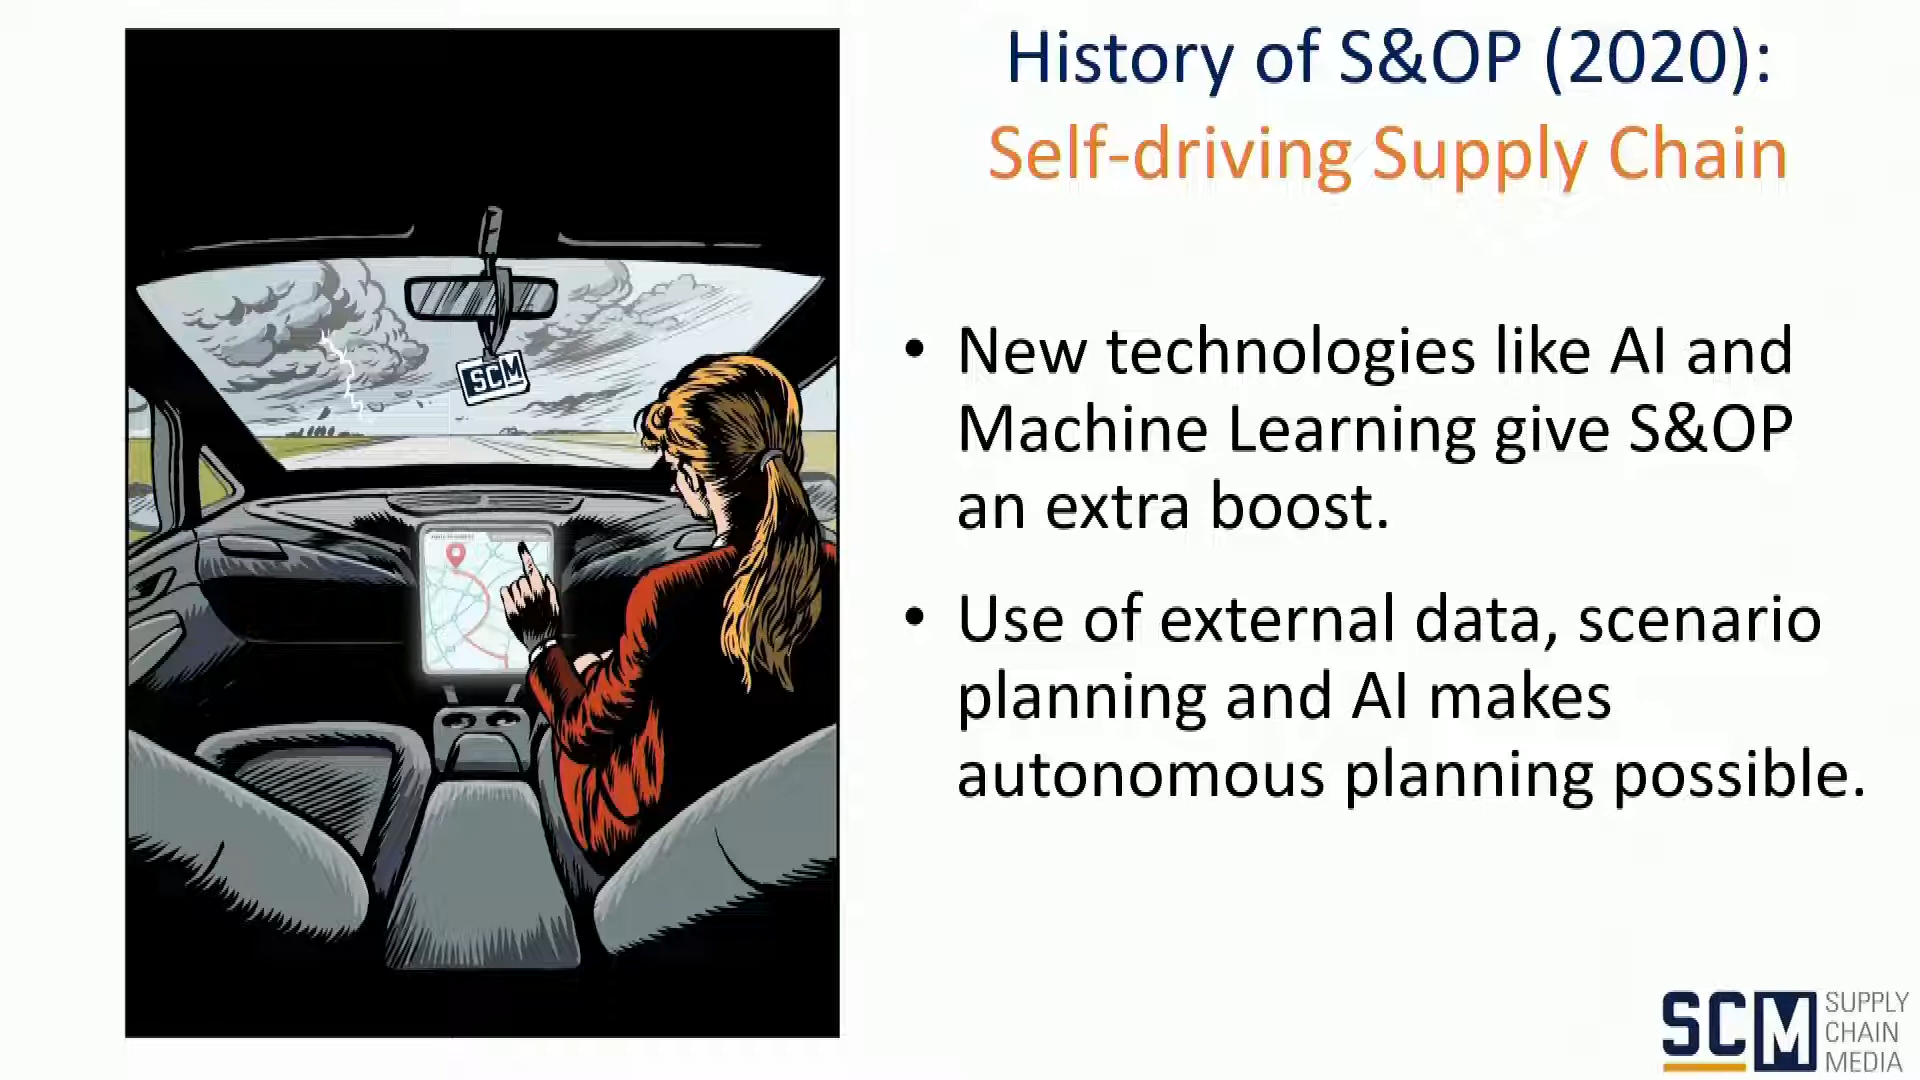 History of S&OP (2020):
Self-driving Supply Chain
• New technologies like AI and
Machine Learning give S&OP
an extra boost.
• Use of external data, scenario
planning and AI makes
autonomous planning possible.
SCM
SCM
SUPPLY
CHAIN
MEDIA